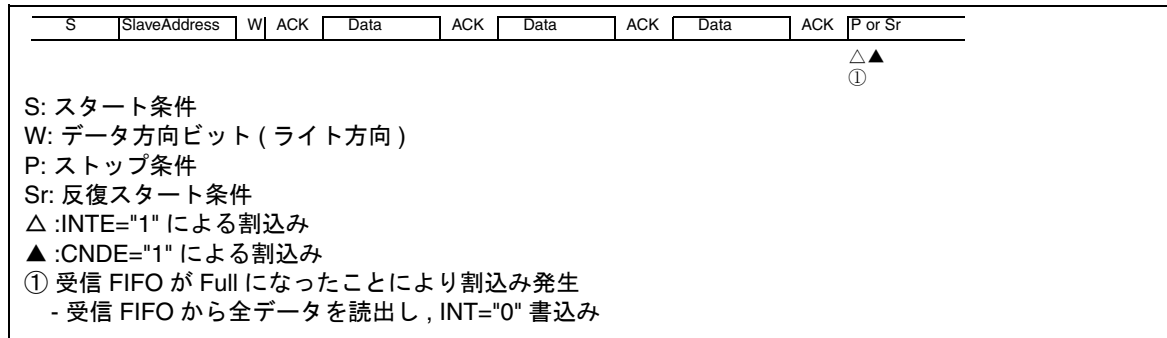 S SlaveAddress W ACK Data ACK Data ACK Data ACK P or Sr
△▲
①
S: スタート条件
W: データ方向ビット ( ライト方向 )
P: ストップ条件
Sr: 反復スタート条件
△ :INTE="1" による割込み
▲ :CNDE="1" による割込み
① 受信 FIFO が Full になったことにより割込み発生
- 受信 FIFO から全データを読出し , INT="0" 書込み